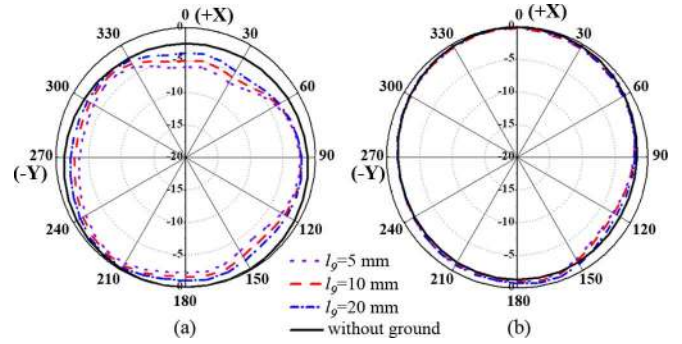 0 (+X) 0 (+X)
-0 -0
330 30 330 30
-5 -5
300 60 300 60
-10 -10
-15 -15
270 -20 90 270 -20 90
(-Y) (-Y)
-15 -15
-10 -10
240 120 240 120
-5 -5
210 150 210 150
0 0
180 180
l9=5 mm
l9=10 mm
l9=20 mm
without ground
(a) (b)